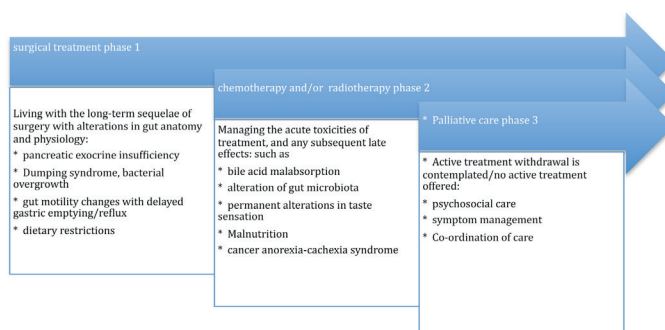 surgical treatment phase 1
Living with the long-term sequelae of
surgery with alterations in gut anatomy
and physiology:
* pancreatic exocrine insufficiency
* Dumping syndrome, bacterial
overgrowth
* gut motility changes with delayed
gastric emptying/reflux
* dietary restrictions
chemotherapy and/or radiotherapy phase 2
Managing the acute toxicities of
treatment, and any subsequent late
effects: such as
* bile acid malabsorption
* alteration of gut microbiota
* permanent alterations in taste
sensation
* Malnutrition
* cancer anorexia-cachexia syndrome
* Palliative care phase 3
* Active treatment withdrawal is
contemplated/no active treatment
offered:
* psychosocial care
* symptom management
* Co-ordination of care